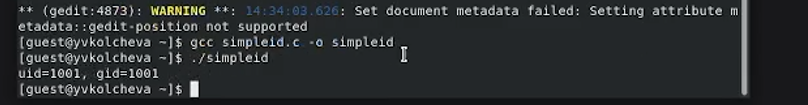 ** (gedit:4873): WARNING **: 14:34:03.626: Set document metadata failed: Setting attribute m
etadata::gedit-position not supported
[guest@yvkolcheva ~]$ gcc simpleid.c -o simpleid
[guest@yvkolcheva ~]$ ./simpleid
uid=1001, gid=1001
[guest@yvkolcheva ~]$